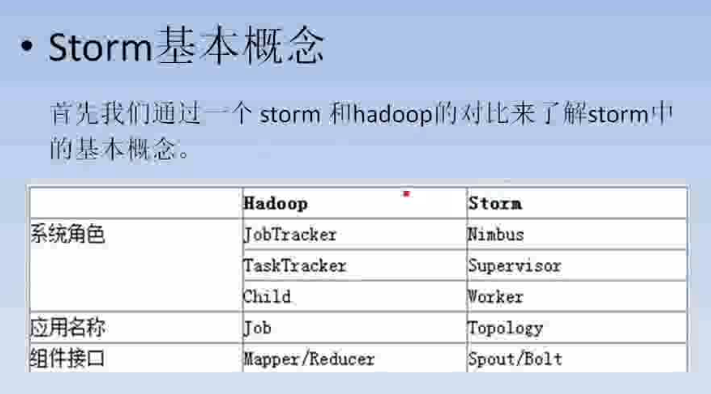 • Storm基本概念
首先我们通过一个 storm 和hadoop的对比来了解storm中
的基本概念。
Hadoop Storm
系统角色 JobTracker Nimbus
TaskTracker Supervisor
Child Worker
应用名称 Job Topology
组件接口 Mapper/Reducer Spout/Bolt